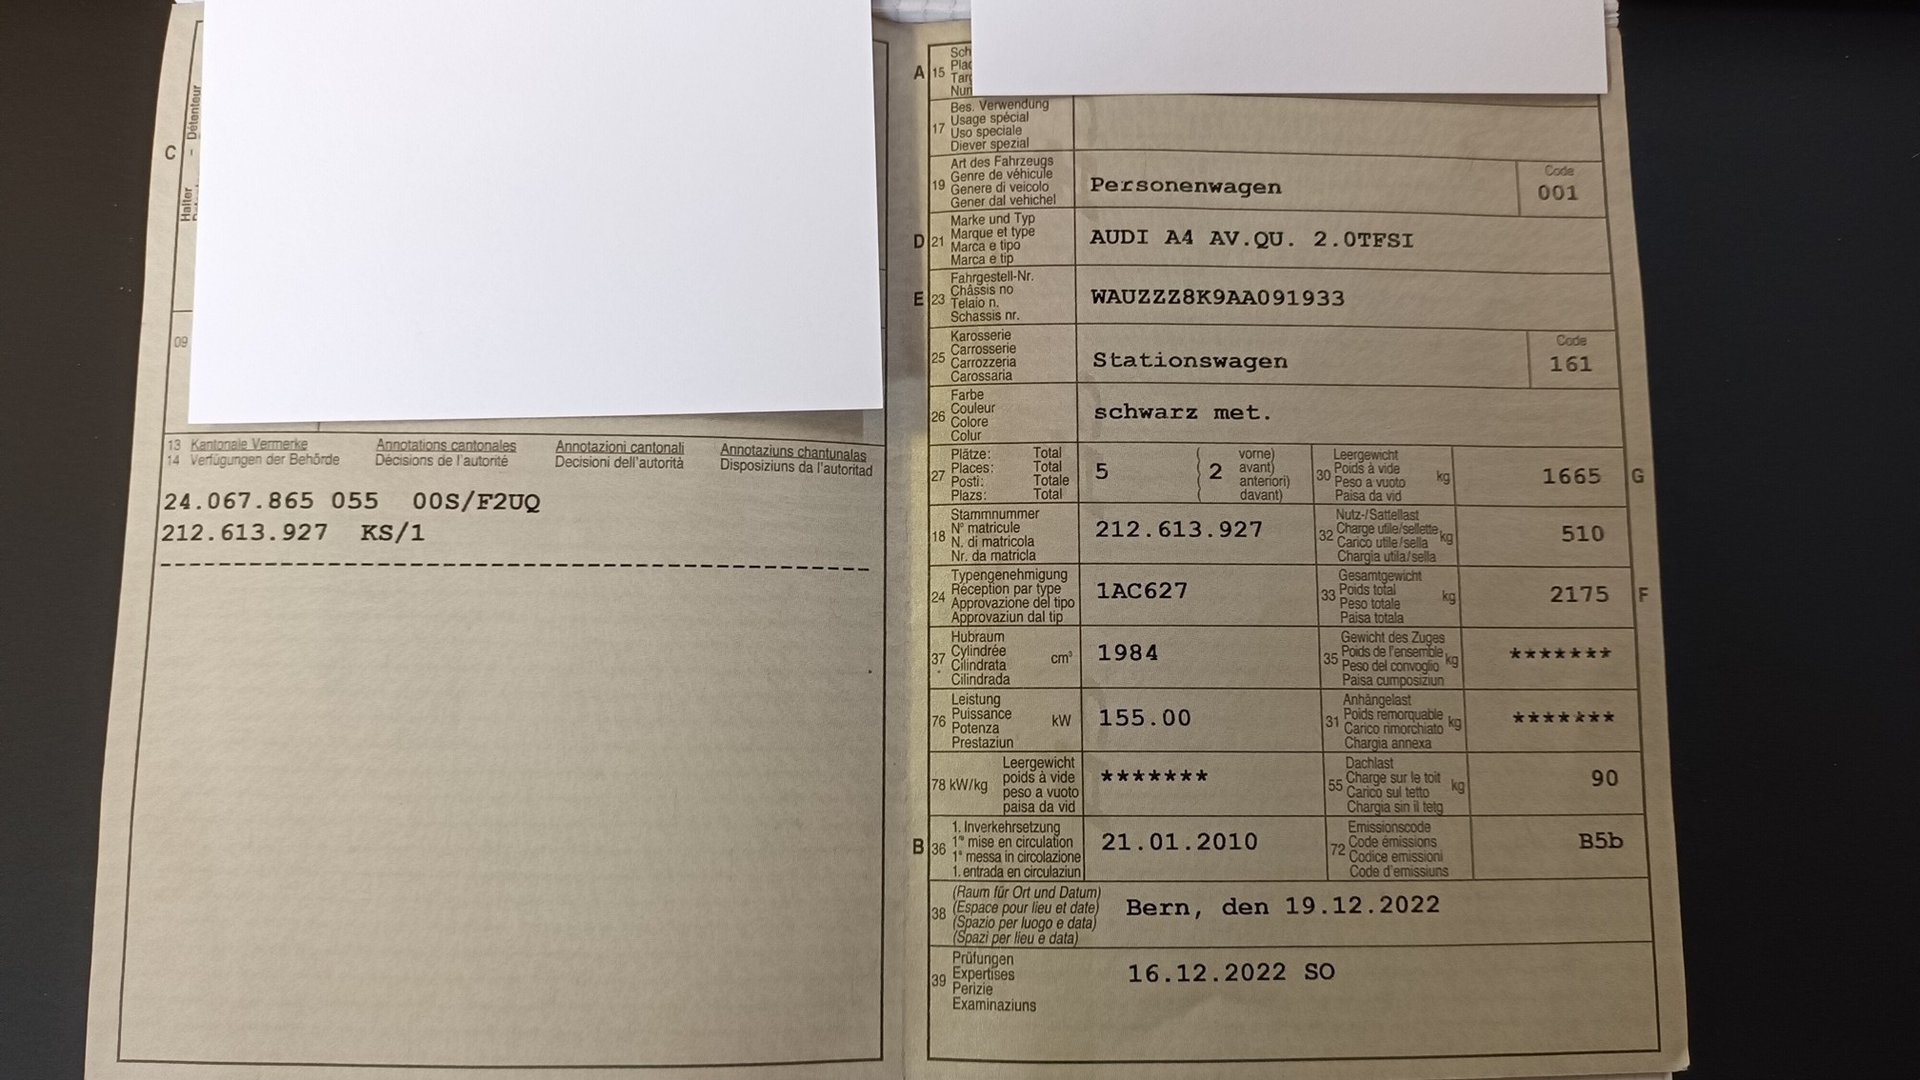 C
Halter - Détenteur
09
13 Kantonale Vermerke Annotations cantonales Annotazioni cantonali Annotaziuns chantunalas
14 Verfügungen der Behörde Décisions de l'autorité Decisioni dell'autorità Disposiziuns da l'autoritad
24.067.865 055 00S/F2UQ
212.613.927 KS/1
A 15
17 Bes. Verwendung
Usage spécial
Uso speciale
Diever spezial
19 Art des Fahrzeugs
Genre de véhicule
Genere di veicolo
Gener dal vehichel
Personenwagen
Code
001
D 21 Marke und Typ
Marque et type
Marca e tipo
Marca e tip
AUDI A4 AV.QU. 2.0TFSI
E 23 Fahrgestell-Nr.
Châssis no
Telaio n.
Schassis nr.
WAUZZZ8K9AA091933
25 Karosserie
Carrosserie
Carrozzeria
Carossaria
Stationswagen
Code
161
26 Farbe
Couleur
Colore
Colur
schwarz met.
27 Plätze: Total
Places: Total
Posti: Totale
Plazs: Total
5
( 2 vorne)
avant)
anteriori)
davant)
30 Leergewicht
Poids à vide
Peso a vuoto
Paisa da vid
kg
1665 G
18 Stammnummer
N° matricule
N. di matricola
Nr. da matricla
212.613.927
32 Nutz-/Sattellast
Charge utile/sellette
Carico utile/sella
Chargia utila/sella
kg
510
24 Typengenehmigung
Réception par type
Approvazione del tipo
Approvaziun dal tip
1AC627
33 Gesamtgewicht
Poids total
Peso totale
Paisa totala
kg
2175 F
37 Hubraum
Cylindrée
Cilindrata
Cilindrada
cm³
1984
35 Gewicht des Zuges
Poids de l'ensemble
Peso del convoglio
Paisa cumposiziun
kg
*******
76 Leistung
Puissance
Potenza
Prestaziun
kW
155.00
31 Anhängelast
Poids remorquable
Carico rimorchiato
Chargia annexa
kg
*******
78 kW/kg Leergewicht
poids à vide
peso a vuoto
paisa da vid
*******
55 Dachlast
Charge sur le toit
Carico sul tetto
Chargia sin il tetg
kg
90
B 36 1. Inverkehrsetzung
1re mise en circulation
1a messa in circolazione
1. entrada en circulaziun
21.01.2010
72 Emissionscode
Code émissions
Codice emissioni
Code d'emissiuns
B5b
38 (Raum für Ort und Datum)
(Espace pour lieu et date)
(Spazio per luogo e data)
(Spazi per lieu e data)
Bern, den 19.12.2022
39 Prüfungen
Expertises
Perizie
Examinaziuns
16.12.2022 SO